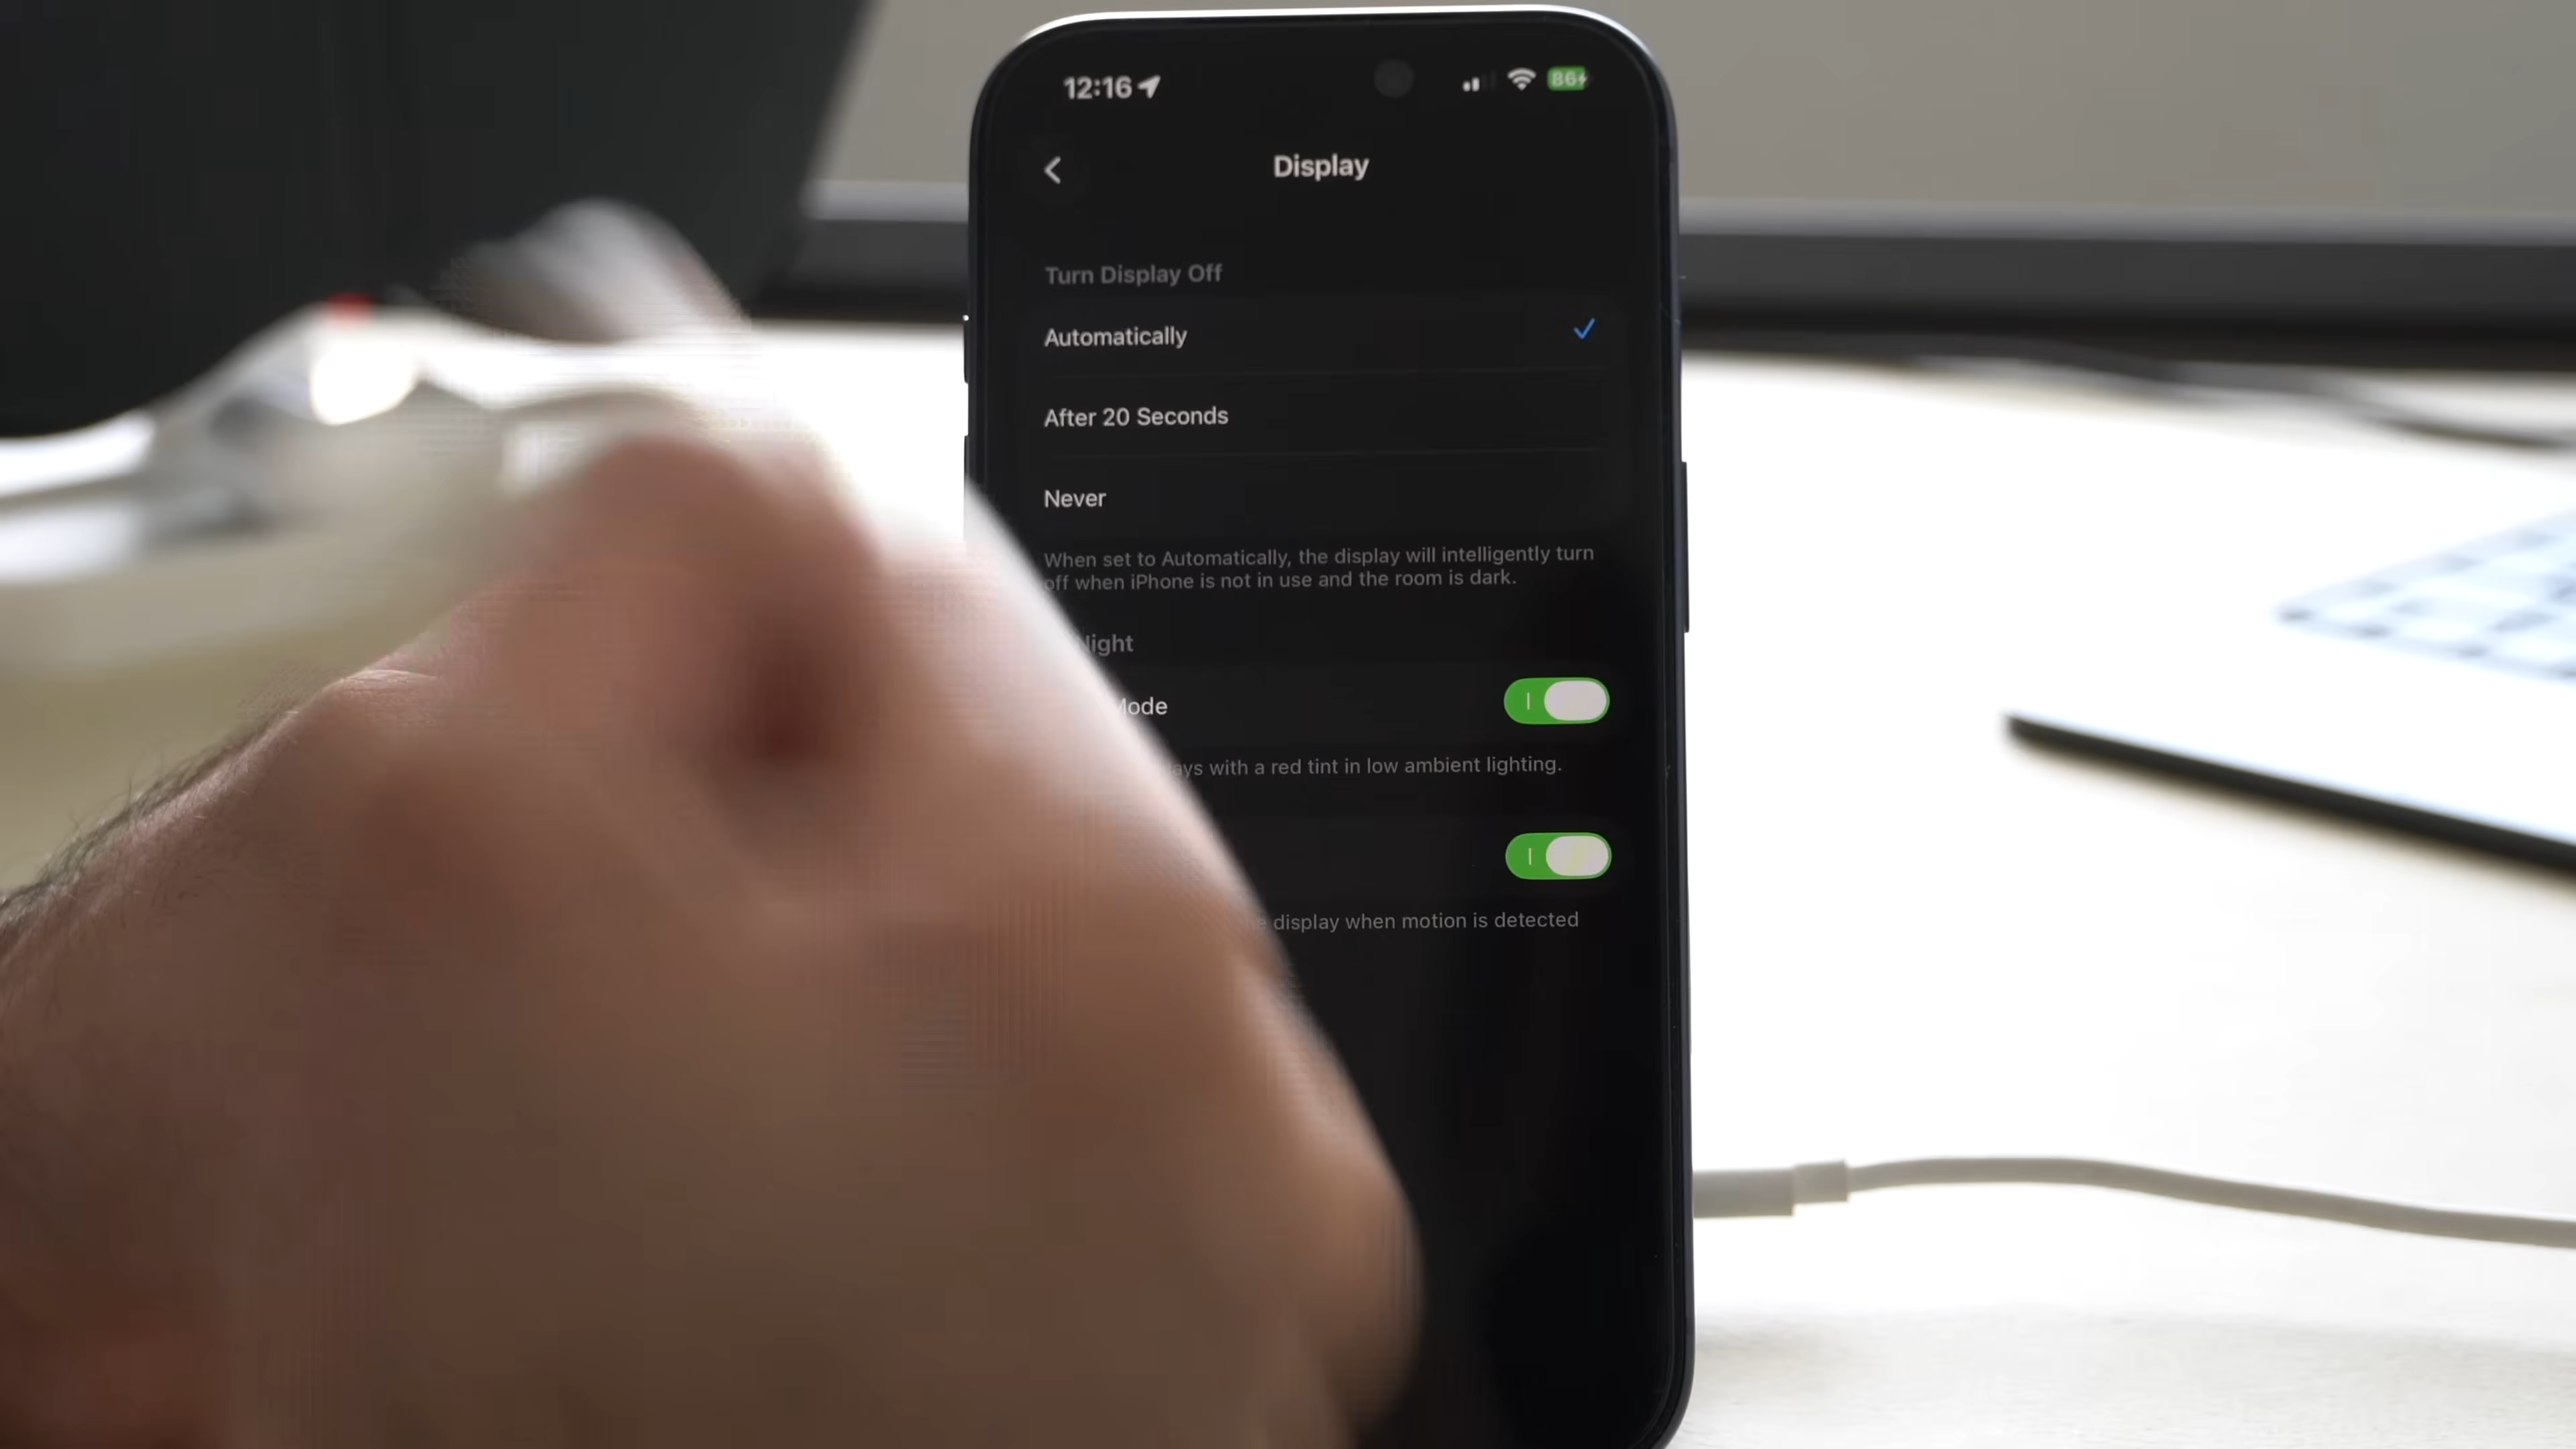 12:16
86
Display
Turn Display Off
Automatically
After 20 Seconds
Never
When set to Automatically, the display will intelligently turn
off when iPhone is not in use and the room is dark.
Night
Mode
with a red tint in low ambient lighting.
display when motion is detected